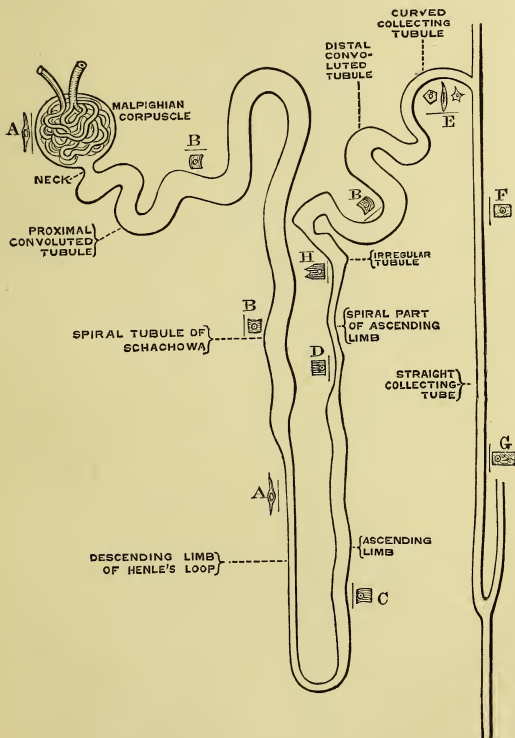 CURVED
COLLECTING
TUBULE
DISTAL
CONVO-
LUTED
TUBULE
MALPIGHIAN
CORPUSCLE
A
B
E
NECK
F
PROXIMAL
CONVOLUTED
TUBULE
B
H
IRREGULAR
TUBULE
B
SPIRAL TUBULE OF
SCHACHOWA
SPIRAL PART
OF ASCENDING
LIMB
D
STRAIGHT
COLLECTING
TUBE
G
A
DESCENDING LIMB
OF HENLE'S LOOP
ASCENDING
LIMB
C